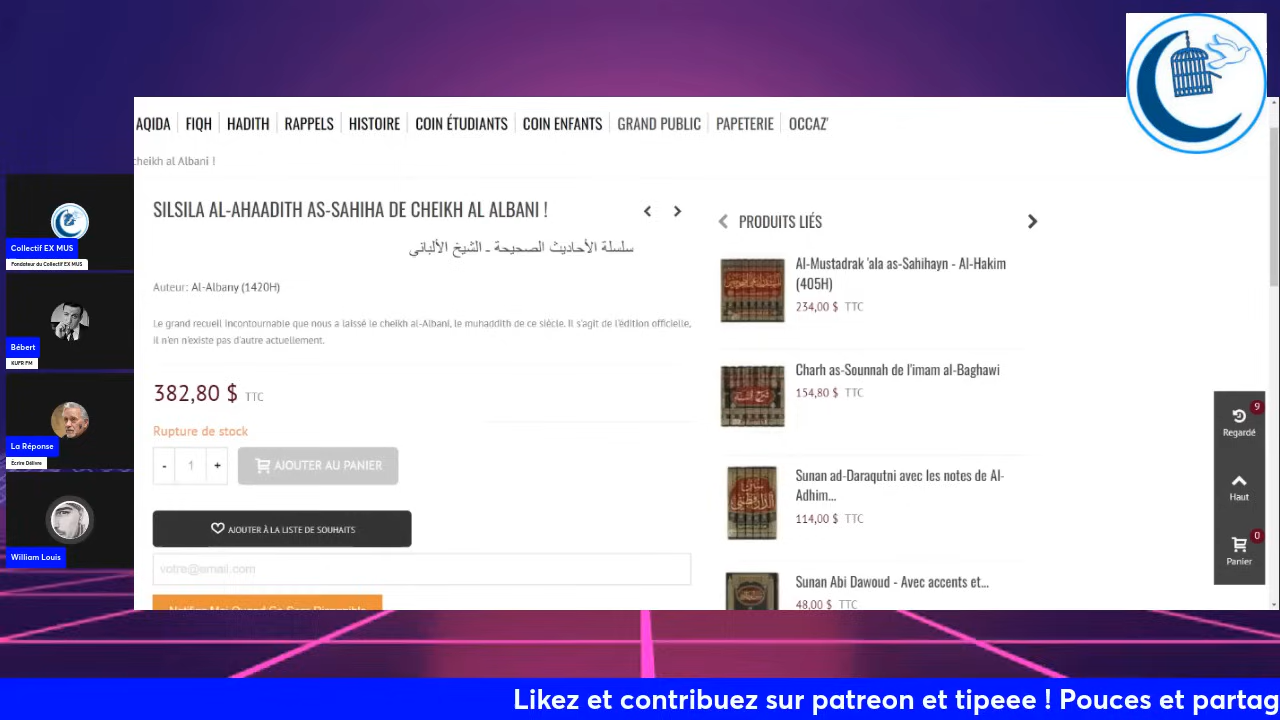 AQIDA FIQH HADITH RAPPELS HISTOIRE COIN ÉTUDIANTS COIN ENFANTS GRAND PUBLIC PAPETERIE OCCAZ'
cheikh al Albani !
SILSILA AL-AHAADITH AS-SAHIHA DE CHEIKH AL ALBANI !
سلسلة الأحاديث الصحيحة ـ الشيخ الألباني
Auteur: Al-Albany (1420H)
Le grand recueil incontournable que nous a laissé le cheikh al-Albani, le muhaddith de ce siècle. Il s'agit de l'édition officielle,
il n'en n'existe pas d'autre actuellement.
382,80 $ TTC
Rupture de stock
- 1 + AJOUTER AU PANIER
AJOUTER À LA LISTE DE SOUHAITS
votre@email.com
PRODUITS LIÉS
Al-Mustadrak 'ala as-Sahihayn - Al-Hakim
(405H)
234,00 $ TTC
Charh as-Sounnah de l'imam al-Baghawi
154,80 $ TTC
Sunan ad-Daraqutni avec les notes de Al-
Adhim...
114,00 $ TTC
Sunan Abi Dawoud - Avec accents et...
48,00 $ TTC
9
Regardé
Haut
0
Panier
Collectif EX MUS
Fondateur du Collectif EX MUS
Bébert
KUFR FM
La Réponse
Ecrire Délivre
William Louis
Likez et contribuez sur patreon et tipeee ! Pouces et partag